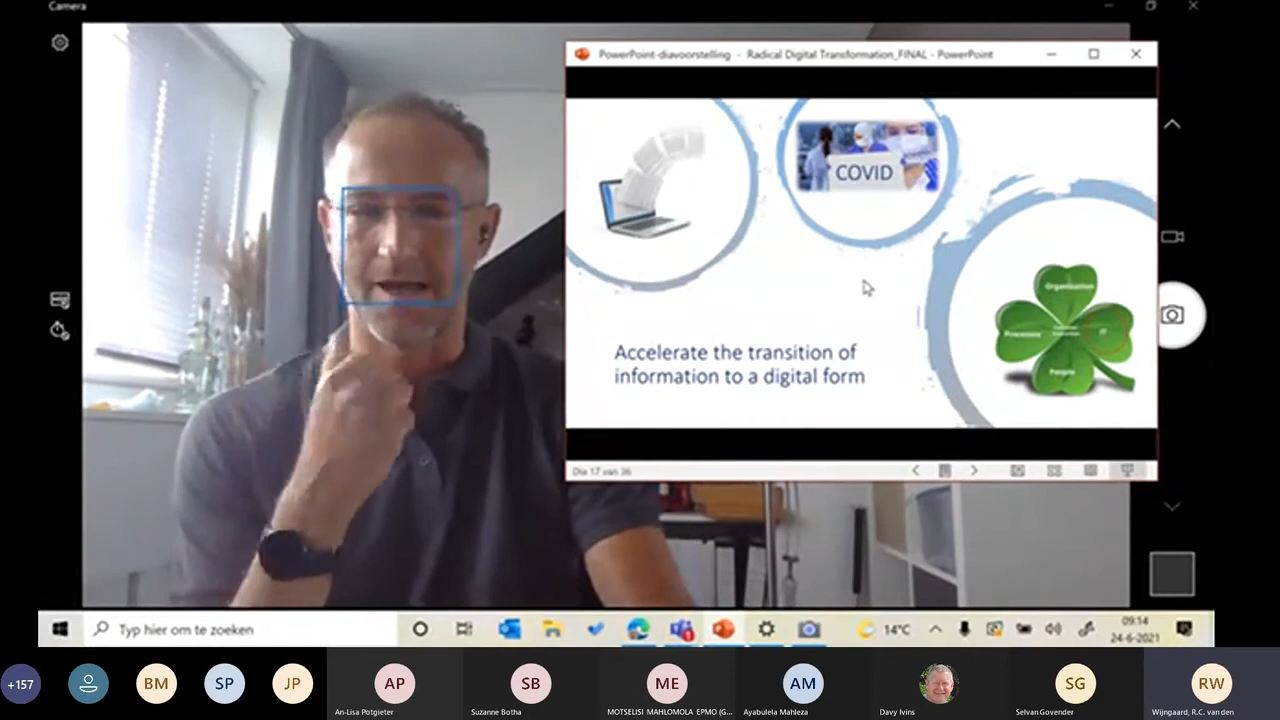 Camera
PowerPoint-diavoorstelling - Radical Digital Transformation_FINAL - PowerPoint
COVID
Organisation
Processes
IT
People
Accelerate the transition of
information to a digital form
Dia 17 van 36
Typ hier om te zoeken
14°C
09:14
24-6-2021
+157
BM
SP
JP
AP
SB
ME
AM
SG
RW
An-Lisa Potgieter
Suzanne Botha
MOTSELISI MAHLOMOLA EPMO (G...
Ayabulela Mahleza
Davy Ivins
Selvan Govender
Wijngaard, R.C. van den